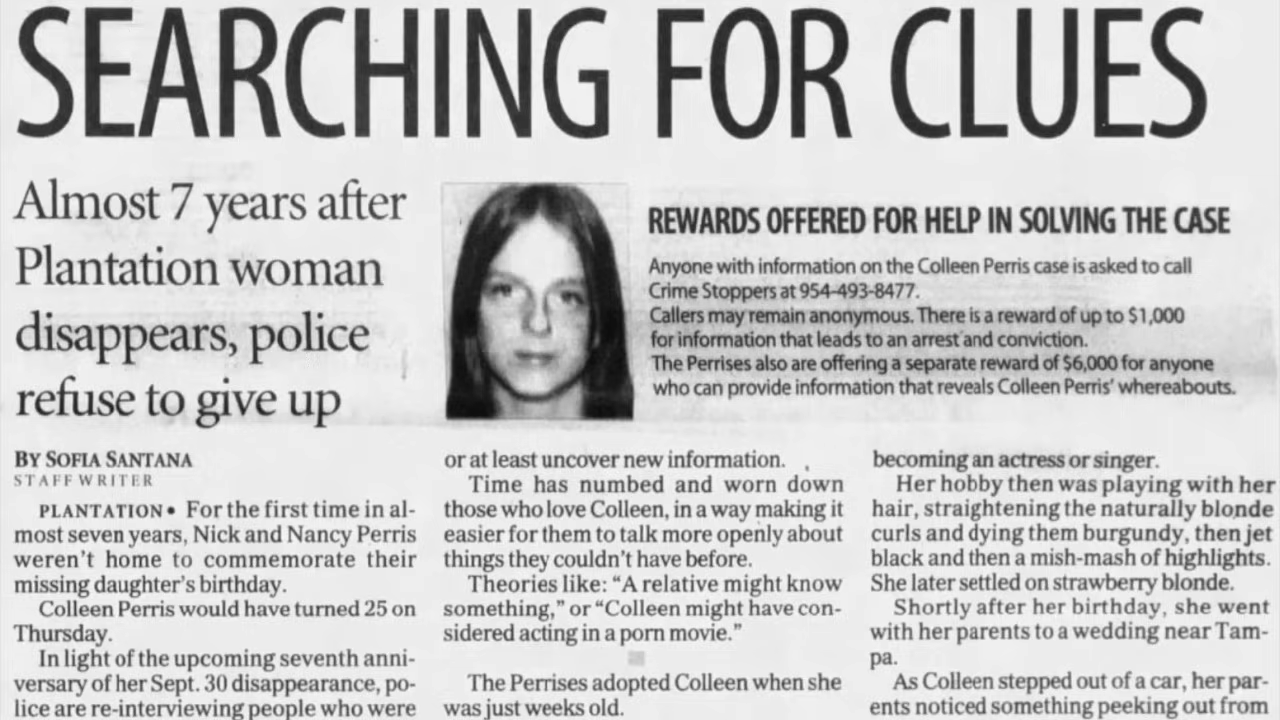 SEARCHING FOR CLUES
Almost 7 years after
Plantation woman
disappears, police
refuse to give up
REWARDS OFFERED FOR HELP IN SOLVING THE CASE
Anyone with information on the Colleen Perris case is asked to call
Crime Stoppers at 954-493-8477.
Callers may remain anonymous. There is a reward of up to $1,000
for information that leads to an arrest and conviction.
The Perrises also are offering a separate reward of $6,000 for anyone
who can provide information that reveals Colleen Perris' whereabouts.
BY SOFIA SANTANA
STAFF WRITER
PLANTATION • For the first time in al-
most seven years, Nick and Nancy Perris
weren't home to commemorate their
missing daughter's birthday.
Colleen Perris would have turned 25 on
Thursday.
In light of the upcoming seventh anni-
versary of her Sept. 30 disappearance, po-
lice are re-interviewing people who were
or at least uncover new information.
Time has numbed and worn down
those who love Colleen, in a way making it
easier for them to talk more openly about
things they couldn't have before.
Theories like: “A relative might know
something,” or “Colleen might have con-
sidered acting in a porn movie.”
The Perrises adopted Colleen when she
was just weeks old.
becoming an actress or singer.
Her hobby then was playing with her
hair, straightening the naturally blonde
curls and dying them burgundy, then jet
black and then a mish-mash of highlights.
She later settled on strawberry blonde.
Shortly after her birthday, she went
with her parents to a wedding near Tam-
pa.
As Colleen stepped out of a car, her par-
ents noticed something peeking out from